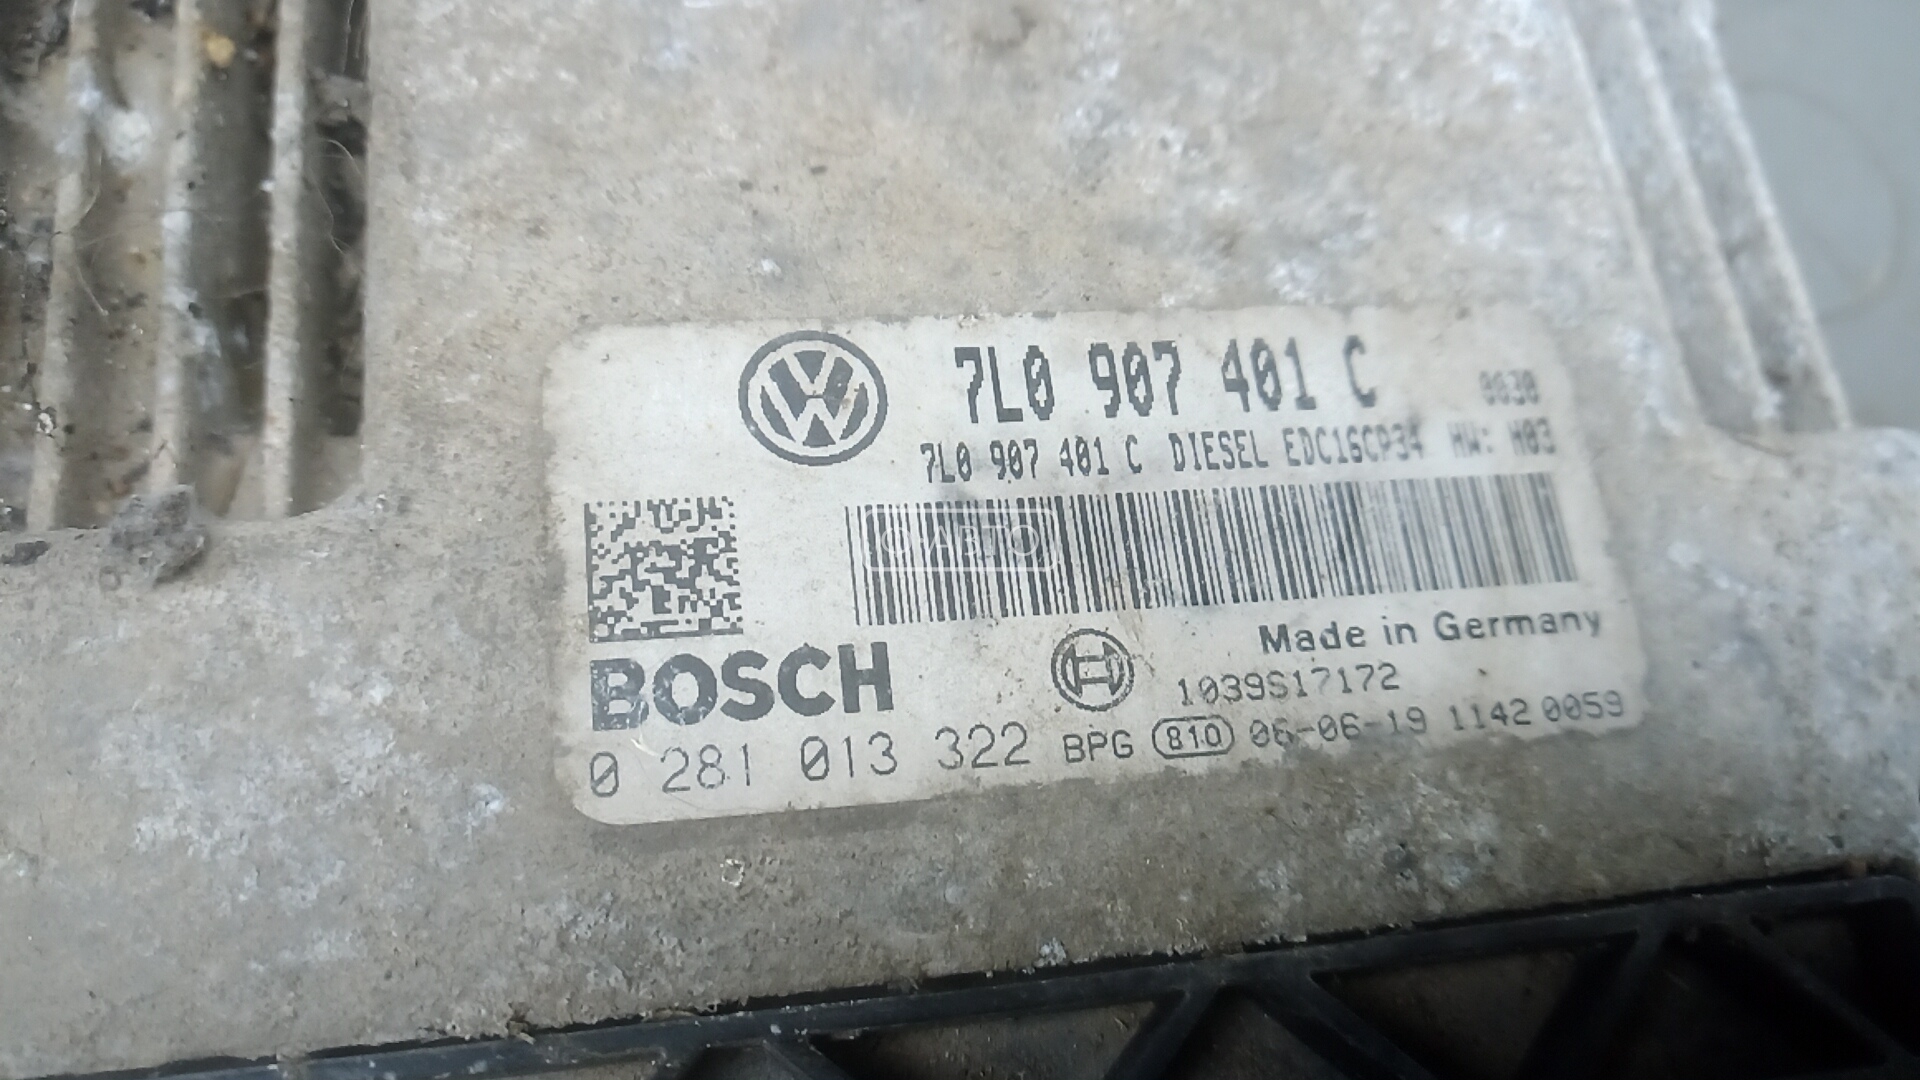 7L0 907 401 C 0030
7L0 907 401 C DIESEL EDC16CP34 HW: H03
Ю-АВТО
Made in Germany
BOSCH
1039S17172
0 281 013 322 BPG 810 06-06-19 1142 0059